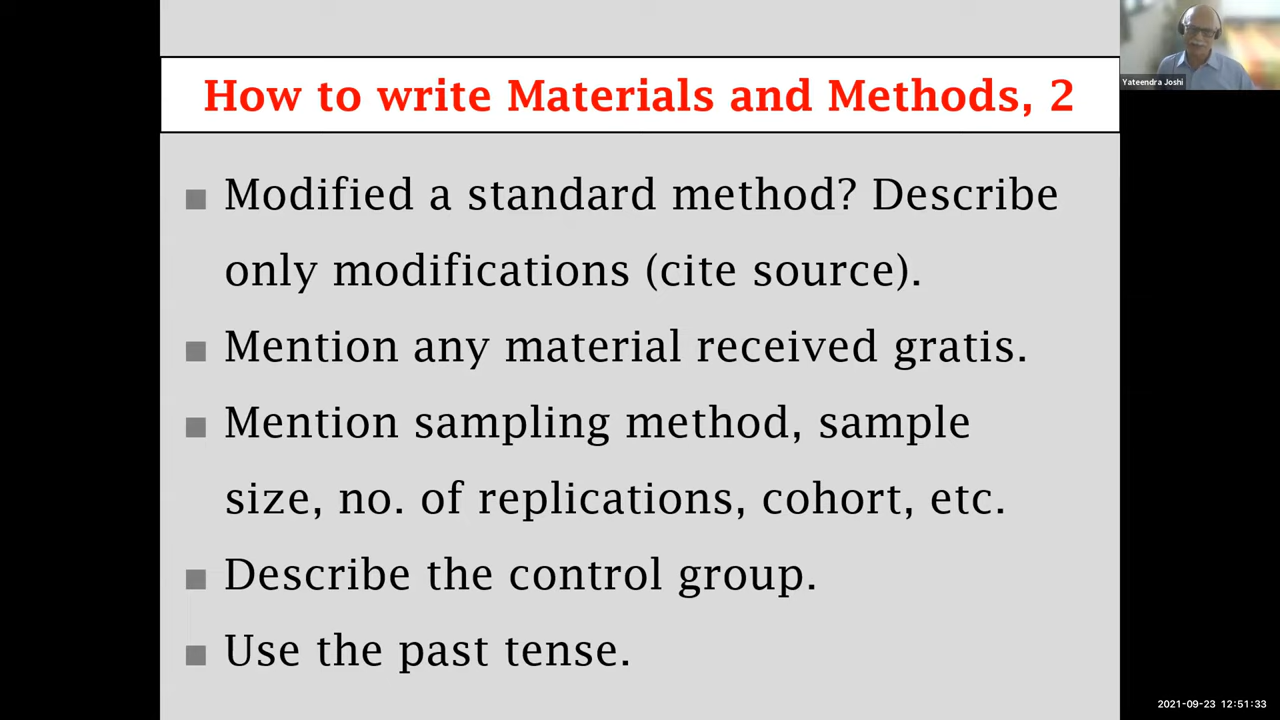 How to write Materials and Methods, 2
Yateendra Joshi
■ Modified a standard method? Describe
only modifications (cite source).
■ Mention any material received gratis.
■ Mention sampling method, sample
size, no. of replications, cohort, etc.
■ Describe the control group.
■ Use the past tense.
2021-09-23 12:51:33